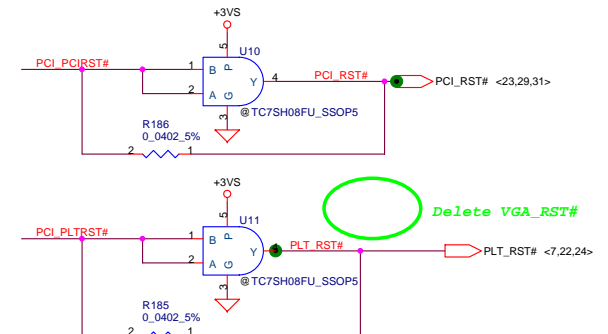 +3VS
5
U10
PCI_PCIRST#
1
B
P
Y
4
PCI_RST#
PCI_RST# <23,29,31>
2
A
G
3
@TC7SH08FU_SSOP5
R186
0_0402_5%
2
1
+3VS
5
U11
Delete VGA_RST#
PCI_PLTRST#
1
B
P
Y
PLT_RST#
PLT_RST# <7,22,24>
2
A
G
3
@TC7SH08FU_SSOP5
R185
0_0402_5%
2
1